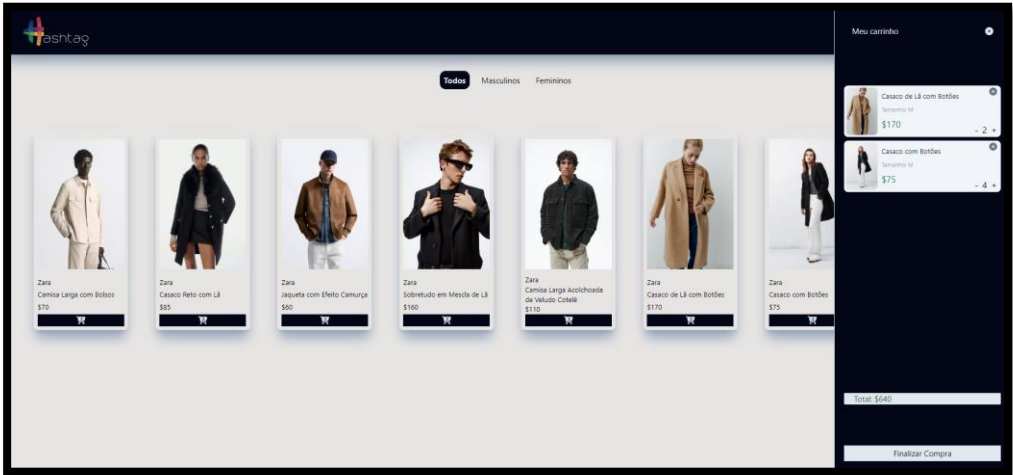 Hashtag
Meu carrinho
Todos Masculinos Femininos
Zara
Camisa Larga com Bolsos
$70
Zara
Casaco Reto com Lã
$85
Zara
Jaqueta com Efeito Camurça
$60
Zara
Sobretudo em Mescla de Lã
$160
Zara
Camisa Larga Acolchoada
de Veludo Cotelê
$110
Zara
Casaco de Lã com Botões
$170
Zara
Casaco com Botões
$75
Casaco de Lã com Botões
Tamanho: M
$170
- 2 +
Casaco com Botões
Tamanho: M
$75
- 4 +
Total: $640
Finalizar Compra